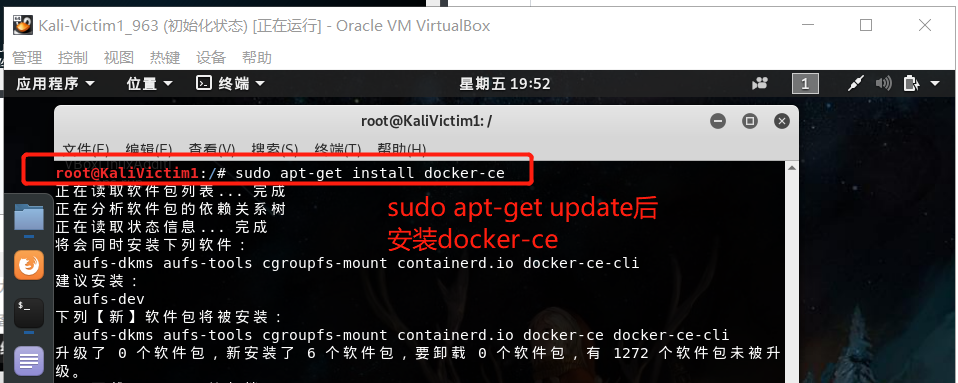 Kali-Victim1_963 (初始化状态) [正在运行] - Oracle VM VirtualBox
管理 控制 视图 热键 设备 帮助
应用程序 位置 终端 星期五 19:52 1
root@KaliVictim1: /
文件(F) 编辑(E) 查看(V) 搜索(S) 终端(T) 帮助(H)
root@KaliVictim1:/# sudo apt-get install docker-ce
正在读取软件包列表... 完成
正在分析软件包的依赖关系树
正在读取状态信息... 完成
将会同时安装下列软件：
aufs-dkms aufs-tools cgroupfs-mount containerd.io docker-ce-cli
建议安装：
aufs-dev
下列【新】软件包将被安装：
aufs-dkms aufs-tools cgroupfs-mount containerd.io docker-ce docker-ce-cli
升级了 0 个软件包，新安装了 6 个软件包，要卸载 0 个软件包，有 1272 个软件包未被升
级。
sudo apt-get update后
安装docker-ce